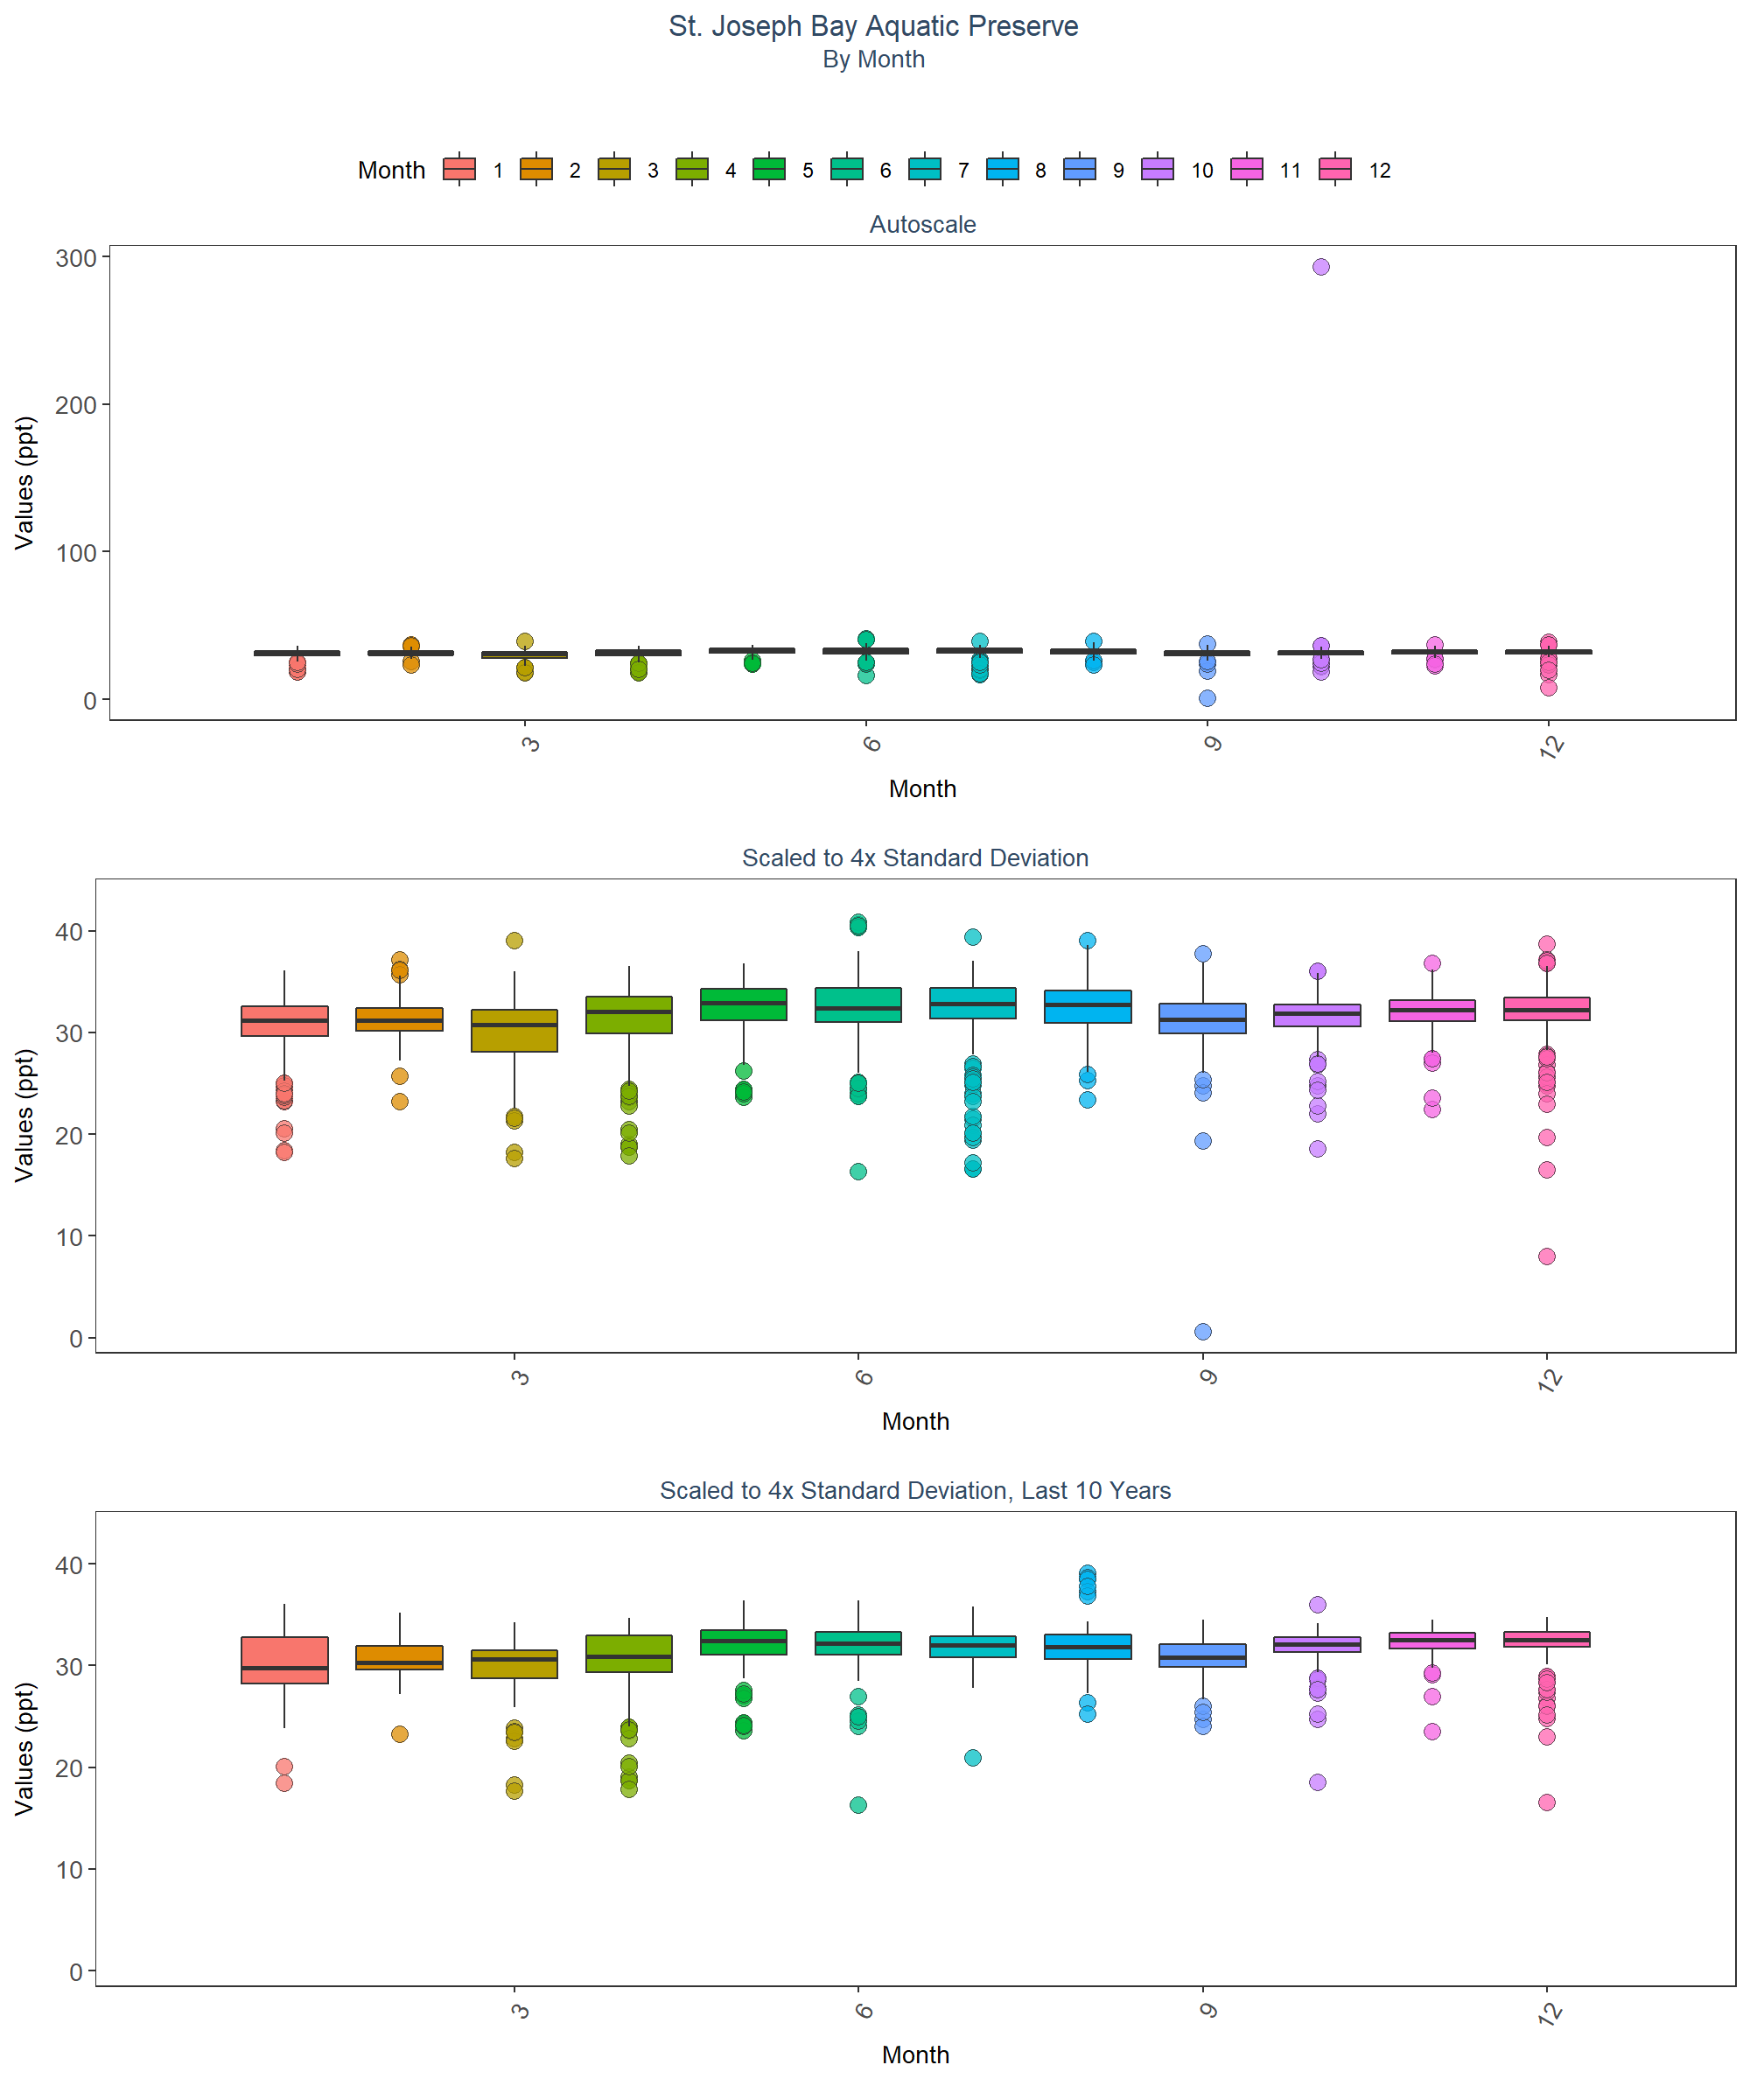 St. Joseph Bay Aquatic Preserve
By Month
Month 1 2 3 4 5 6 7 8 9 10 11 12
Autoscale
Values (ppt)
300
200
100
0
3 6 9 12
Month
Scaled to 4x Standard Deviation
Values (ppt)
40
30
20
10
0
3 6 9 12
Month
Scaled to 4x Standard Deviation, Last 10 Years
Values (ppt)
40
30
20
10
0
3 6 9 12
Month